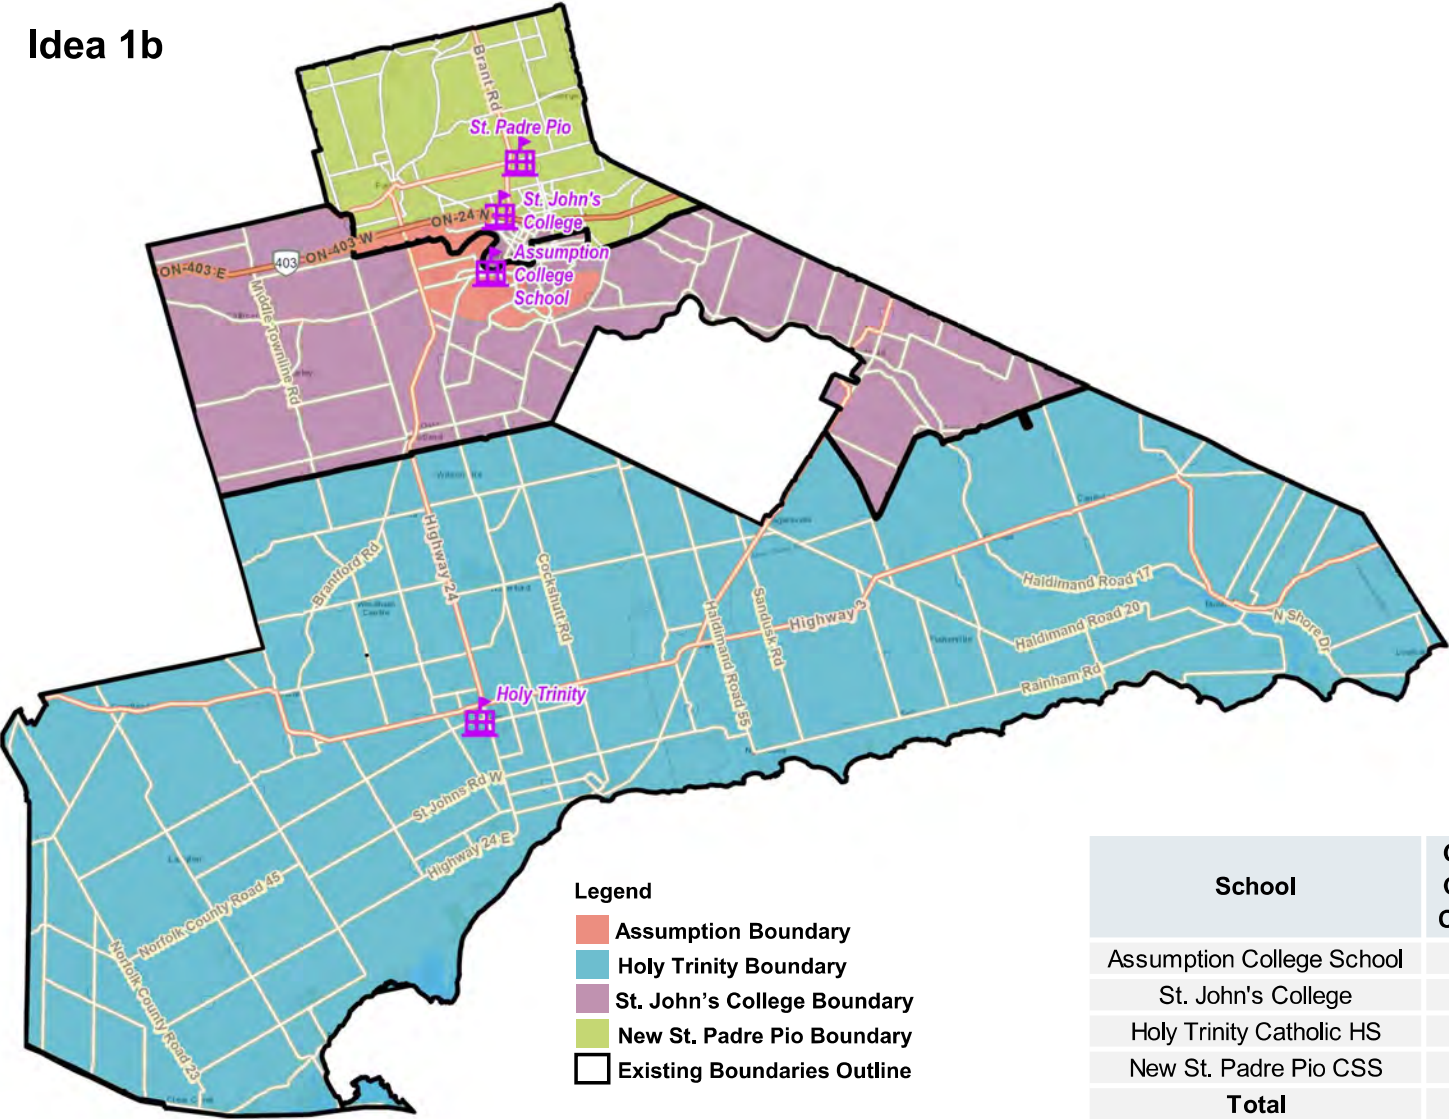 Idea 1b
Brant Rd
St. Padre Pio
St. John's
College
ON-24 N
ON-403 W
403
ON-403 E
Assumption
College
School
Middle Townline Rd
Highway 24
Brantford Rd
Cockshutt Rd
Windham
Centre
Haldimand Road 55
Sandusk Rd
Highway 3
Haldimand Road 17
Haldimand Road 20
Rainham Rd
N Shore Dr
Holy Trinity
St Johns Rd W
Highway 24 E
Norfolk County Road 45
Norfolk County Road 23
Legend
Assumption Boundary
Holy Trinity Boundary
St. John's College Boundary
New St. Padre Pio Boundary
Existing Boundaries Outline
School
Assumption College School
St. John's College
Holy Trinity Catholic HS
New St. Padre Pio CSS
Total